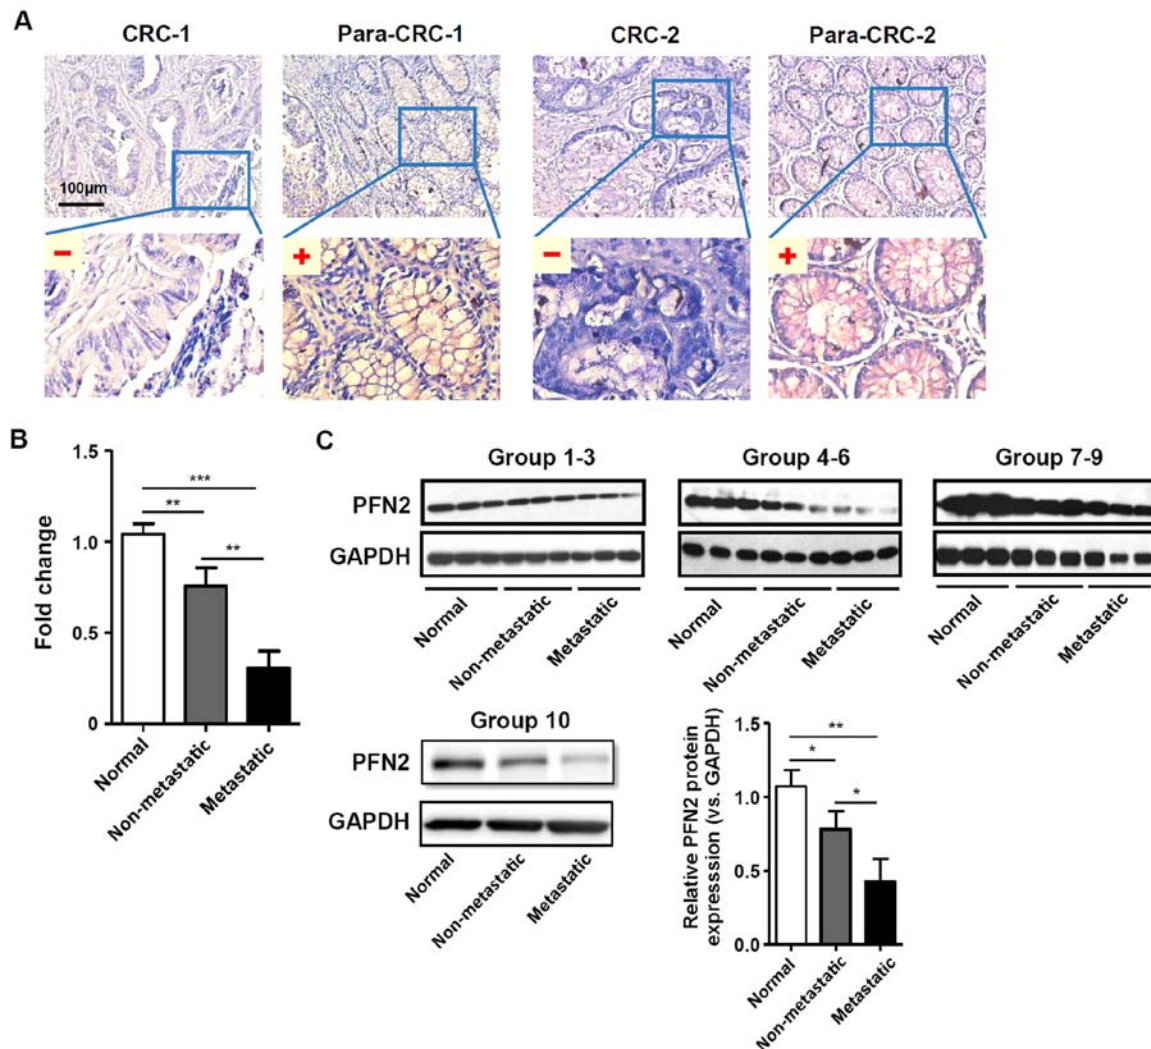 A
CRC-1 Para-CRC-1 CRC-2 Para-CRC-2
100μm
− + − +
B
1.5
1.0
0.5
0
Fold change
***
**
**
Normal
Non-metastatic
Metastatic
C
Group 1-3 Group 4-6 Group 7-9
PFN2
GAPDH
Normal Non-metastatic Metastatic Normal Non-metastatic Metastatic Normal Non-metastatic Metastatic
Group 10
PFN2
GAPDH
Normal Non-metastatic Metastatic
Relative PFN2 protein
expresssion (vs. GAPDH)
1.5
1.0
0.5
0.0
**
*
*
Normal
Non-metastatic
Metastatic